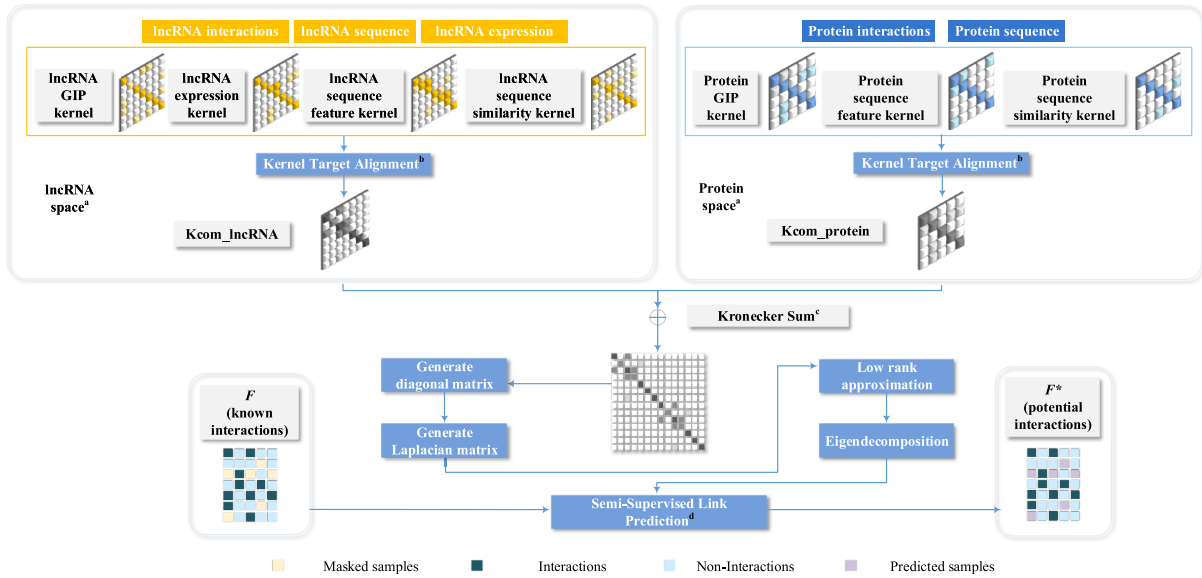 lncRNA interactions
lncRNA sequence
lncRNA expression
lncRNA
GIP
kernel
lncRNA
expression
kernel
lncRNA
sequence
feature kernel
lncRNA
sequence
similarity kernel
Kernel Target Alignment^b
lncRNA
space^a
Kcom_lncRNA
Protein interactions
Protein sequence
Protein
GIP
kernel
Protein
sequence
feature kernel
Protein
sequence
similarity kernel
Kernel Target Alignment^b
Protein
space^a
Kcom_protein
Kronecker Sum^c
Generate
diagonal matrix
Generate
Laplacian matrix
Low rank
approximation
Eigendecomposition
F
(known
interactions)
F*
(potential
interactions)
Semi-Supervised Link
Prediction^d
Masked samples
Interactions
Non-Interactions
Predicted samples